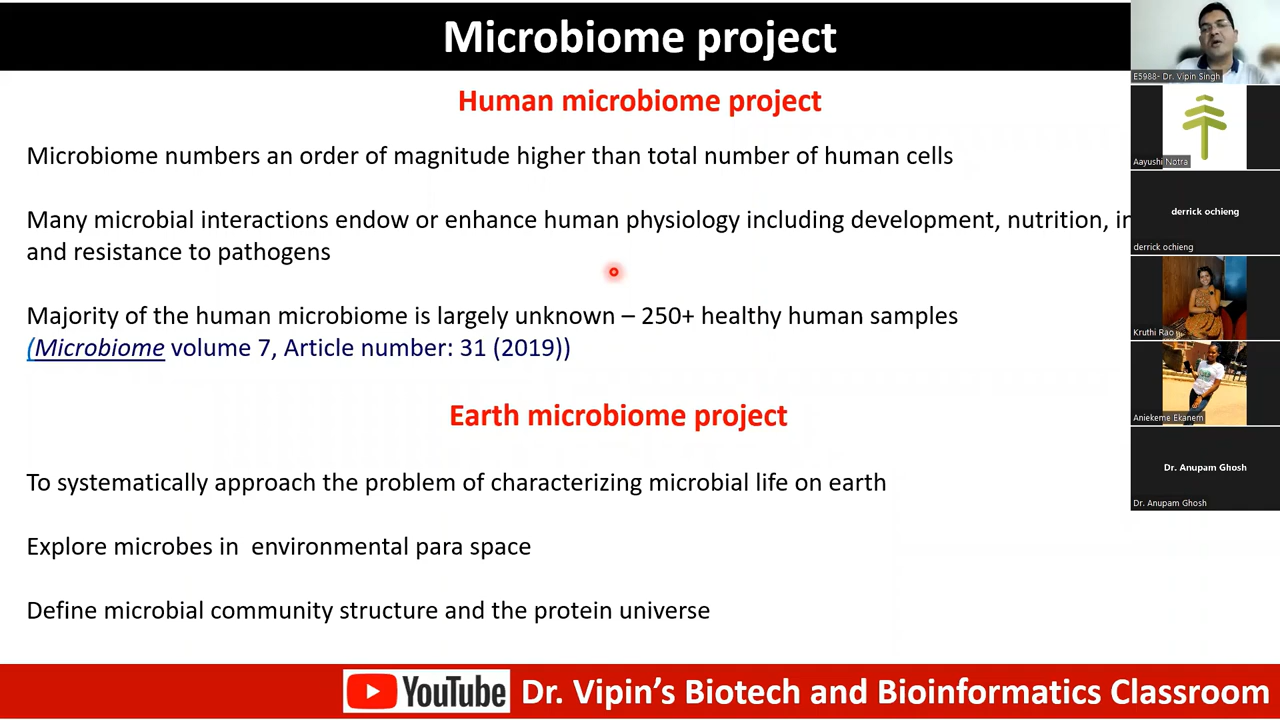 Microbiome project
Human microbiome project
Microbiome numbers an order of magnitude higher than total number of human cells
Many microbial interactions endow or enhance human physiology including development, nutrition,
and resistance to pathogens
Majority of the human microbiome is largely unknown – 250+ healthy human samples
(Microbiome volume 7, Article number: 31 (2019))
Earth microbiome project
To systematically approach the problem of characterizing microbial life on earth
Explore microbes in  environmental para space
Define microbial community structure and the protein universe
YouTube Dr. Vipin's Biotech and Bioinformatics Classroom
E5988- Dr. Vipin Singh
Aayushi Notra
derrick ochieng
derrick ochieng
Kruthi Rao
Aniekeme Ekanem
Dr. Anupam Ghosh
Dr. Anupam Ghosh